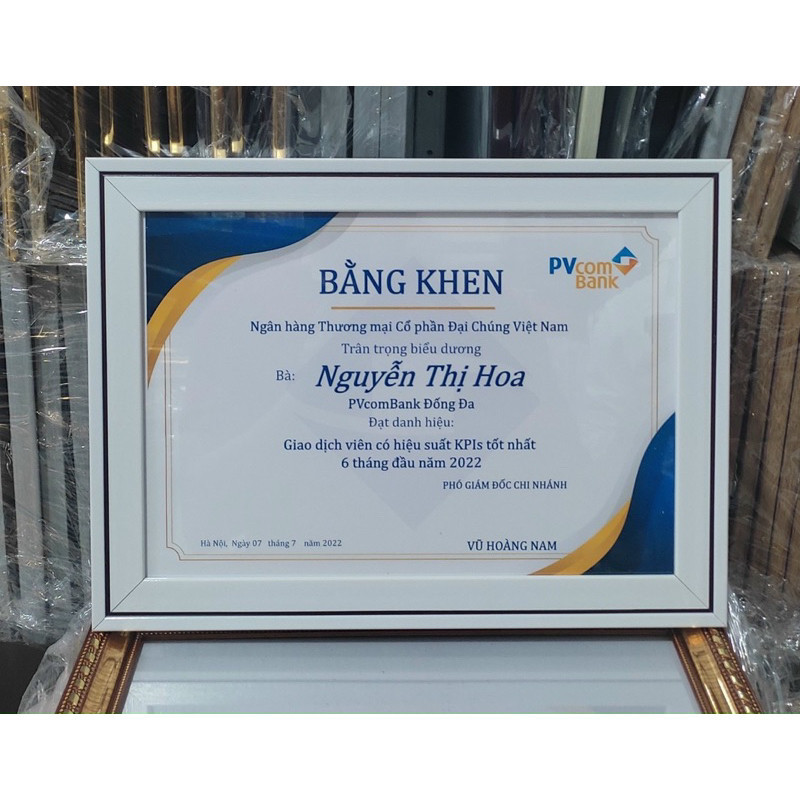 BẰNG KHEN
PVcom
Bank
Ngân hàng Thương mại Cổ phần Đại Chúng Việt Nam
Trân trọng biểu dương
Bà: Nguyễn Thị Hoa
PVcomBank Đống Đa
Đạt danh hiệu:
Giao dịch viên có hiệu suất KPIs tốt nhất
6 tháng đầu năm 2022
PHÓ GIÁM ĐỐC CHI NHÁNH
Hà Nội, Ngày 07 tháng 7 năm 2022
VŨ HOÀNG NAM